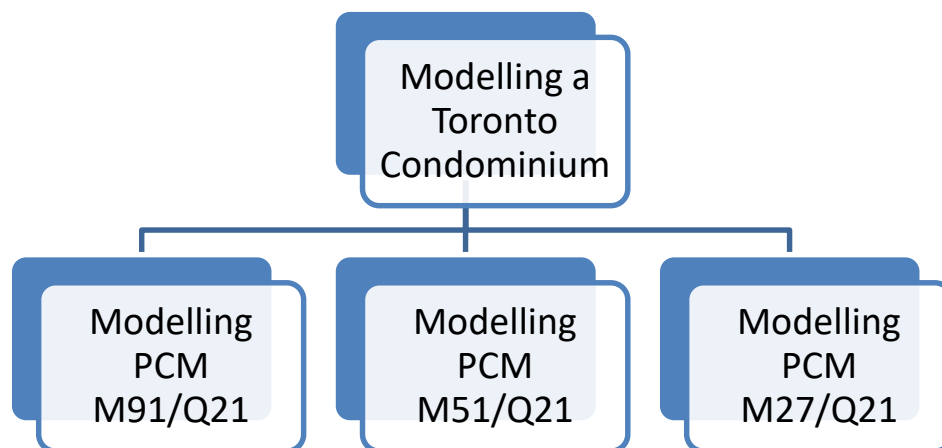 Modelling a
Toronto
Condominium
Modelling
PCM
M91/Q21
Modelling
PCM
M51/Q21
Modelling
PCM
M27/Q21